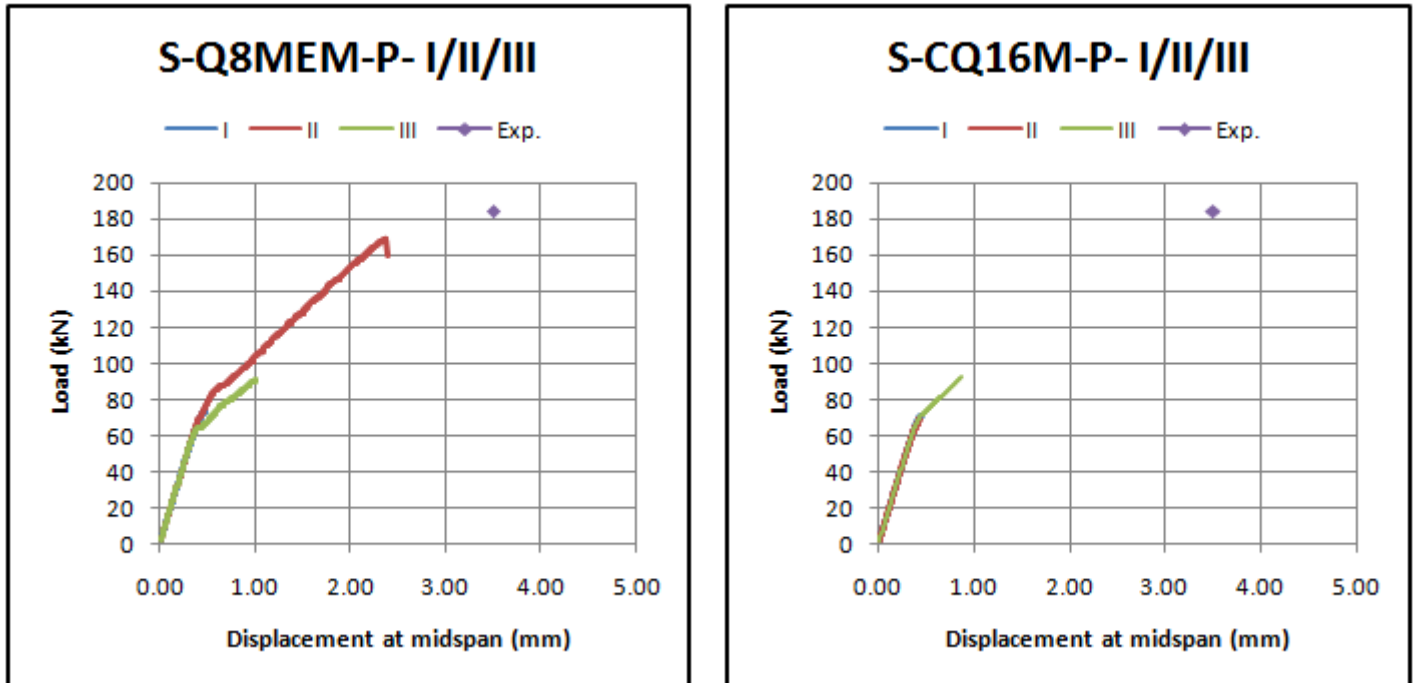 S-Q8MEM-P- I/II/III
I II III Exp.
200
180
160
140
120
100
80
60
40
20
0
Load (kN)
0.00 1.00 2.00 3.00 4.00 5.00
Displacement at midspan (mm)
S-CQ16M-P- I/II/III
I II III Exp.
200
180
160
140
120
100
80
60
40
20
0
Load (kN)
0.00 1.00 2.00 3.00 4.00 5.00
Displacement at midspan (mm)